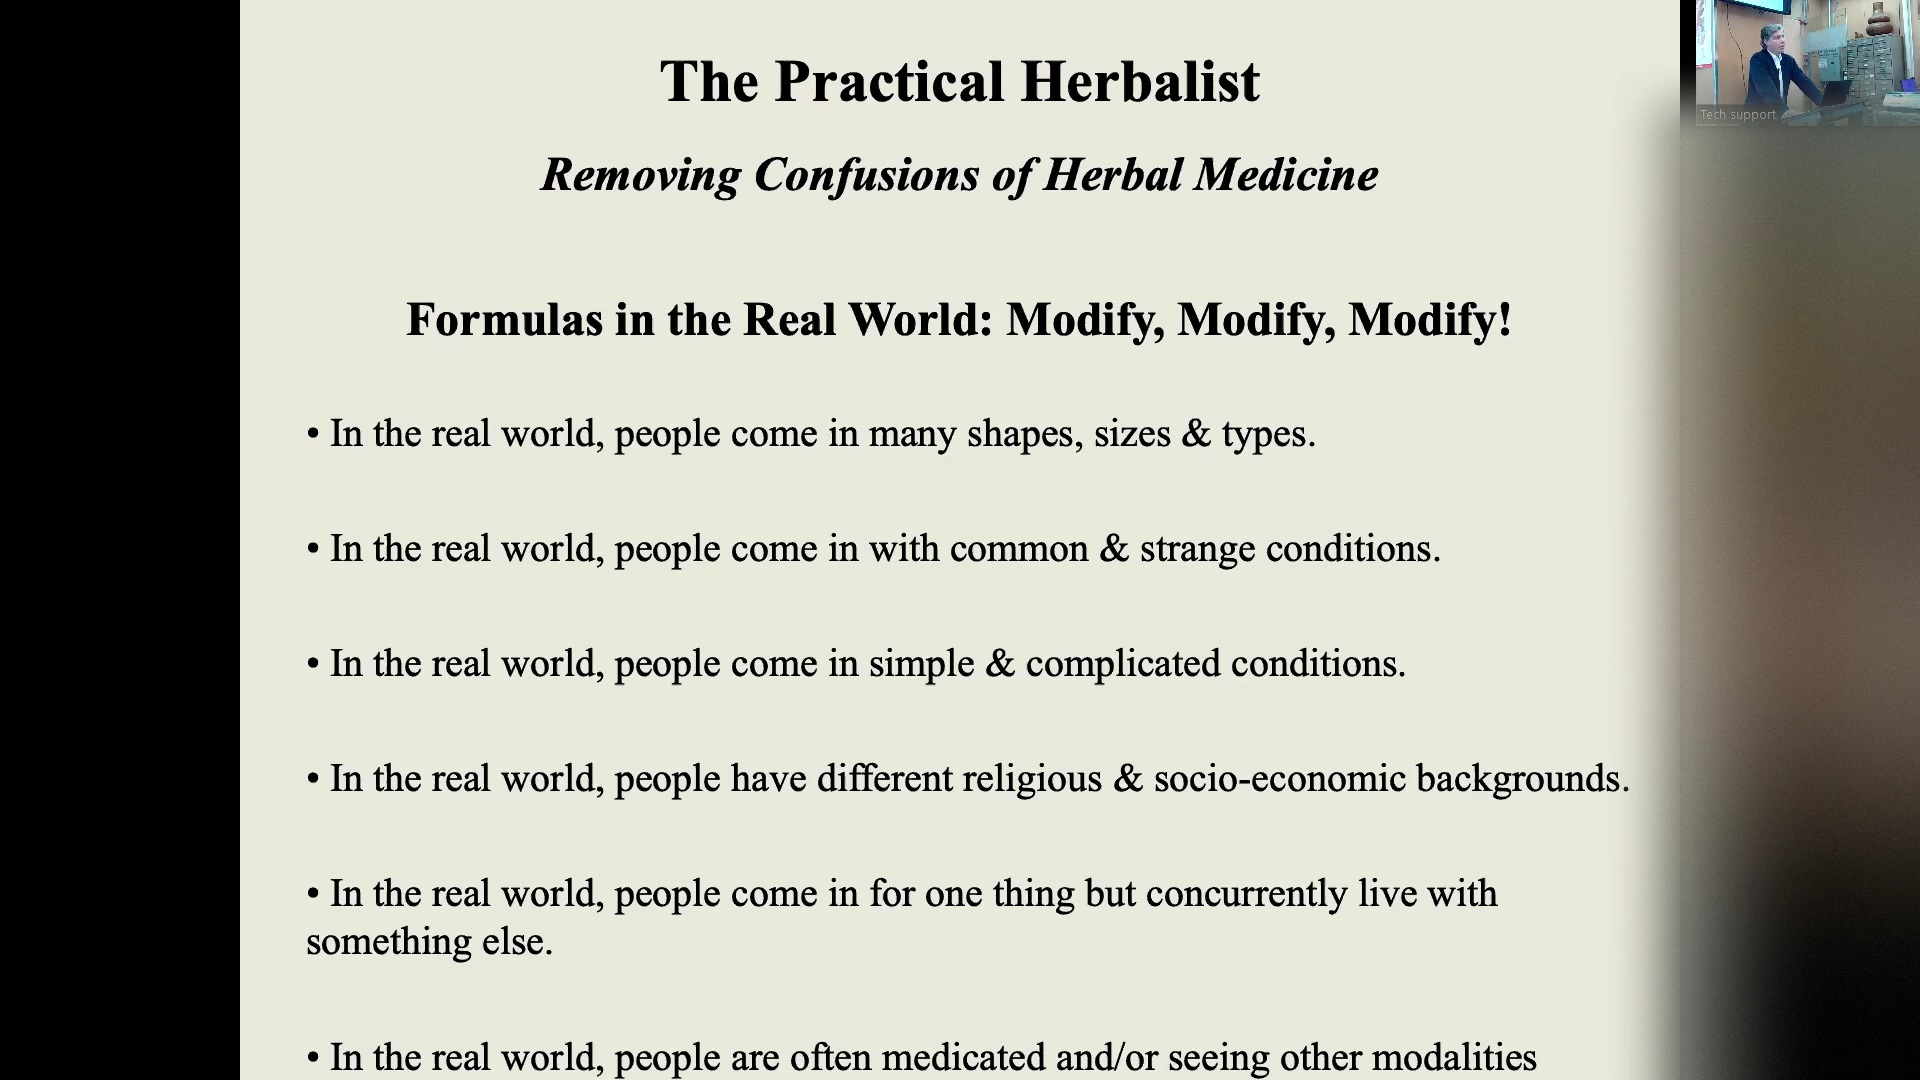 The Practical Herbalist
Removing Confusions of Herbal Medicine
Formulas in the Real World: Modify, Modify, Modify!
• In the real world, people come in many shapes, sizes & types.
• In the real world, people come in with common & strange conditions.
• In the real world, people come in simple & complicated conditions.
• In the real world, people have different religious & socio-economic backgrounds.
• In the real world, people come in for one thing but concurrently live with
something else.
• In the real world, people are often medicated and/or seeing other modalities
Tech support